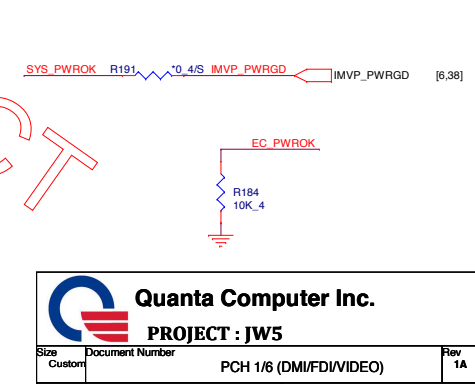 SYS_PWROK R191 *0_4/S IMVP_PWRGD IMVP_PWRGD [6,38]
EC_PWROK
R184
10K_4
CT
Quanta Computer Inc.
PROJECT : JW5
Size Document Number Rev
Custom PCH 1/6 (DMI/FDI/VIDEO) 1A